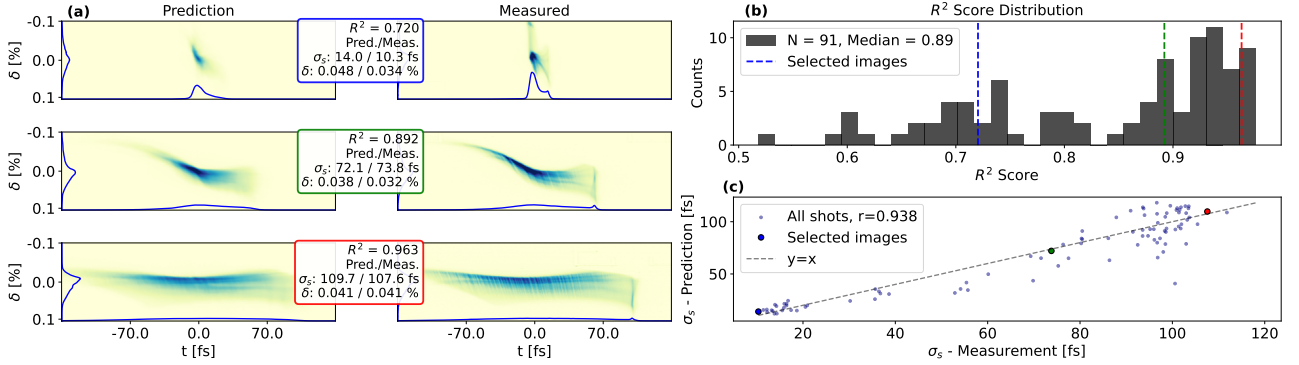 (a)
Prediction
Measured
-0.1
0.0
0.1
δ [%]
R² = 0.720
Pred./Meas.
σₛ: 14.0 / 10.3 fs
δ: 0.048 / 0.034 %
-0.1
0.0
0.1
δ [%]
R² = 0.892
Pred./Meas.
σₛ: 72.1 / 73.8 fs
δ: 0.038 / 0.032 %
-0.1
0.0
0.1
δ [%]
R² = 0.963
Pred./Meas.
σₛ: 109.7 / 107.6 fs
δ: 0.041 / 0.041 %
-70.0 0.0 70.0
t [fs]
-70.0 0.0 70.0
t [fs]
(b)
R² Score Distribution
N = 91, Median = 0.89
Selected images
10
5
0
Counts
0.5 0.6 0.7 0.8 0.9
R² Score
(c)
All shots, r=0.938
Selected images
y=x
100
50
σₛ - Prediction [fs]
20 40 60 80 100 120
σₛ - Measurement [fs]